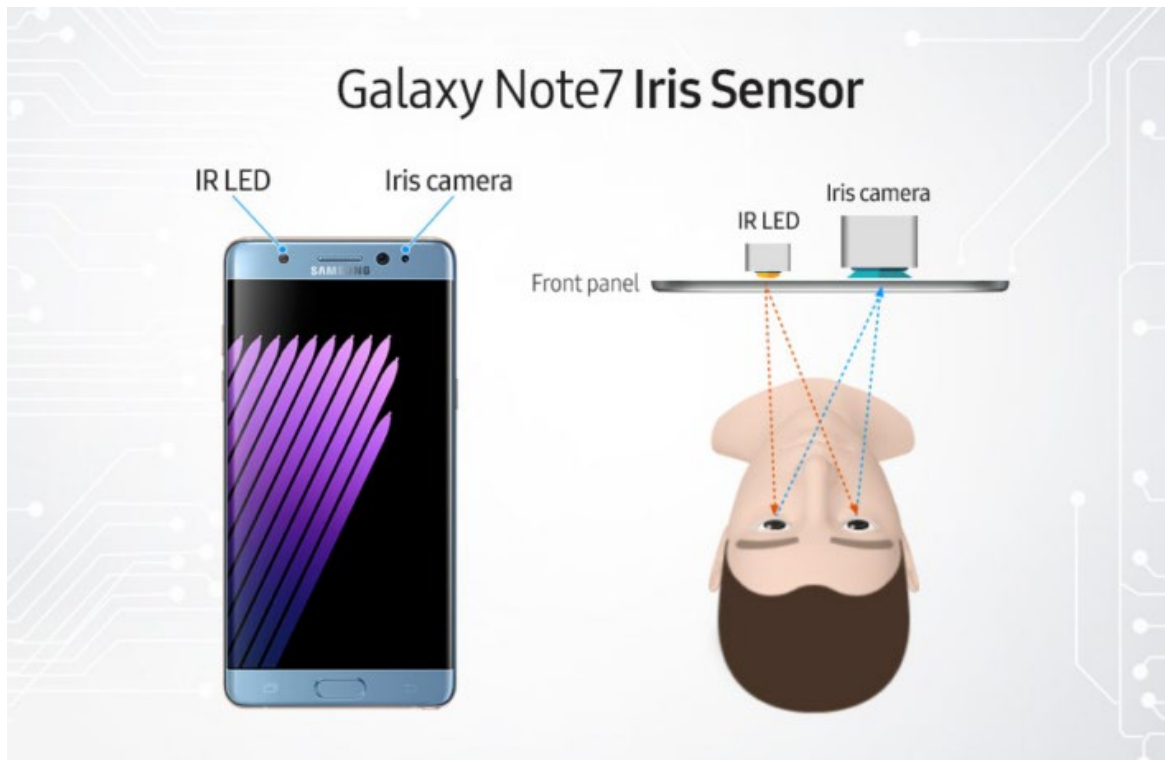 Galaxy Note7 Iris Sensor
IR LED
Iris camera
SAMSUNG
Iris camera
IR LED
Front panel